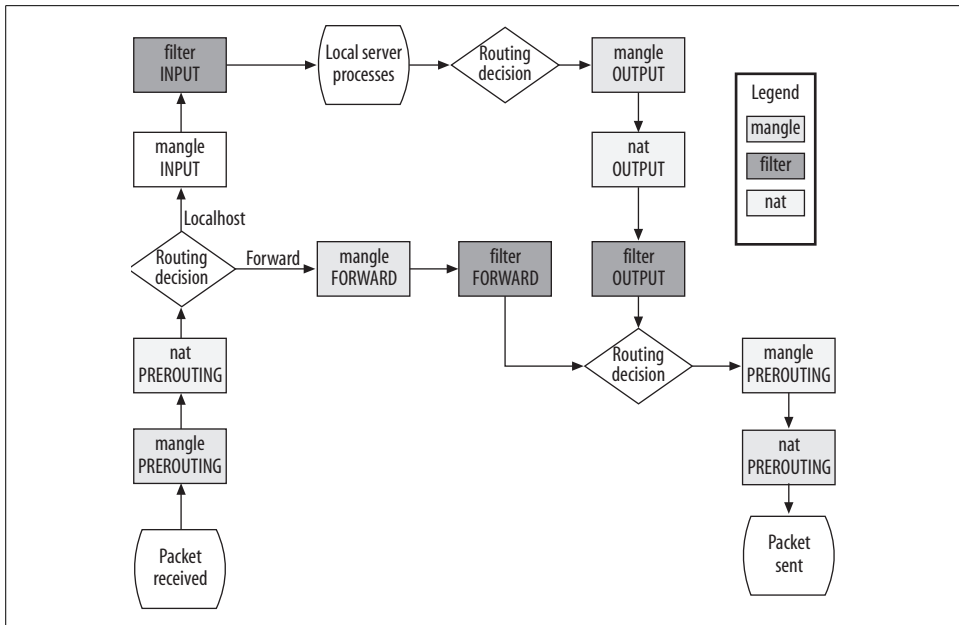 filter
INPUT
Local server
processes
Routing
decision
mangle
OUTPUT
Legend
mangle
filter
nat
mangle
INPUT
nat
OUTPUT
Localhost
Routing
decision
Forward
mangle
FORWARD
filter
FORWARD
filter
OUTPUT
nat
PREROUTING
Routing
decision
mangle
PREROUTING
mangle
PREROUTING
nat
PREROUTING
Packet
received
Packet
sent